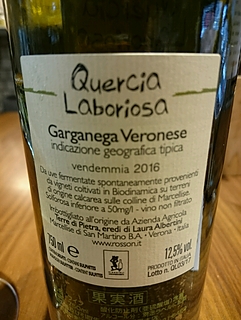 Quercia
Laboriosa
Garganega Veronese
indicazione geografica tipica
vendemmia 2016
Da uve fermentate spontaneamente provenienti
da vigneti coltivati in Biodinamica su terreni
di origine calcarea sulle colline di Marcellise.
Solforosa inferiore a 50mg/l - vino non filtrato
Imbottigliato all'origine da Azienda Agricola
Terre di Pietra, eredi di Laura Albertini
Marcellise di San Martino B.A. - Verona - Italia
www.rosson.it
750 ml e
12.5% vol
PRODOTTO IN ITALIA
Lotto n. QL03/17
果実酒